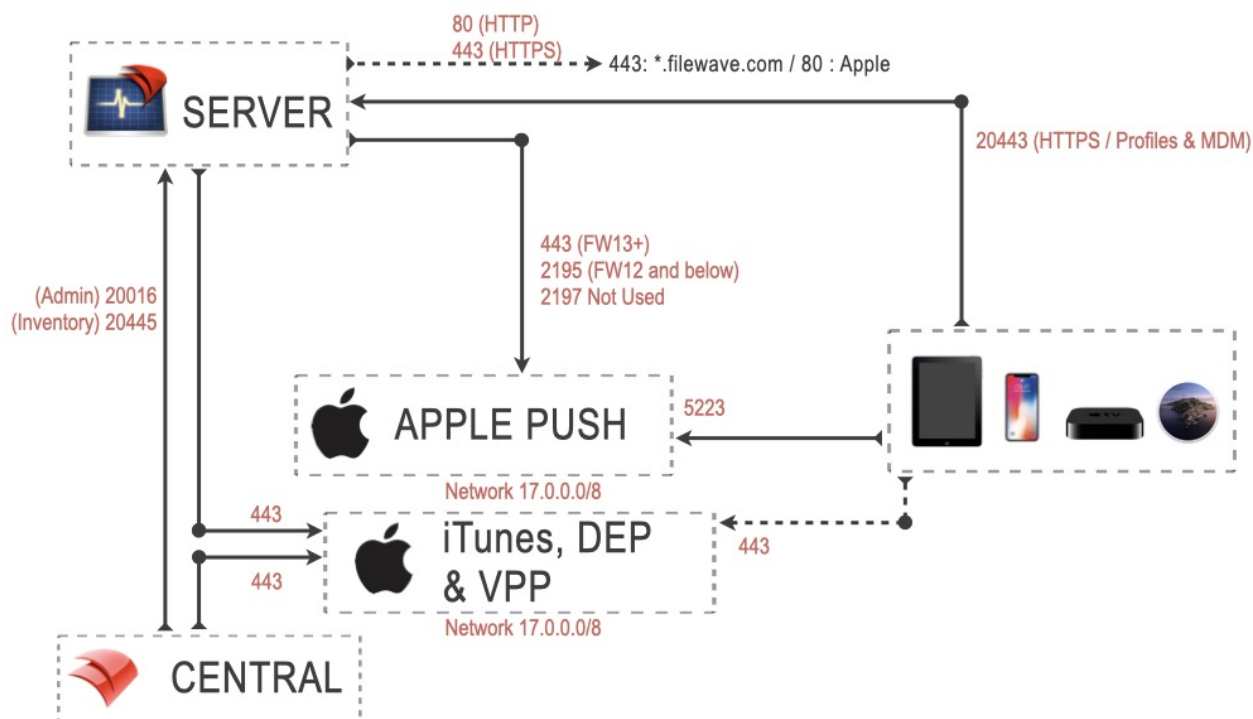 80 (HTTP)
443 (HTTPS)
443: *.filewave.com / 80 : Apple
SERVER
20443 (HTTPS / Profiles & MDM)
443 (FW13+)
2195 (FW12 and below)
2197 Not Used
(Admin) 20016
(Inventory) 20445
APPLE PUSH
5223
tv
Network 17.0.0.0/8
443
iTunes, DEP
& VPP
443
443
Network 17.0.0.0/8
CENTRAL